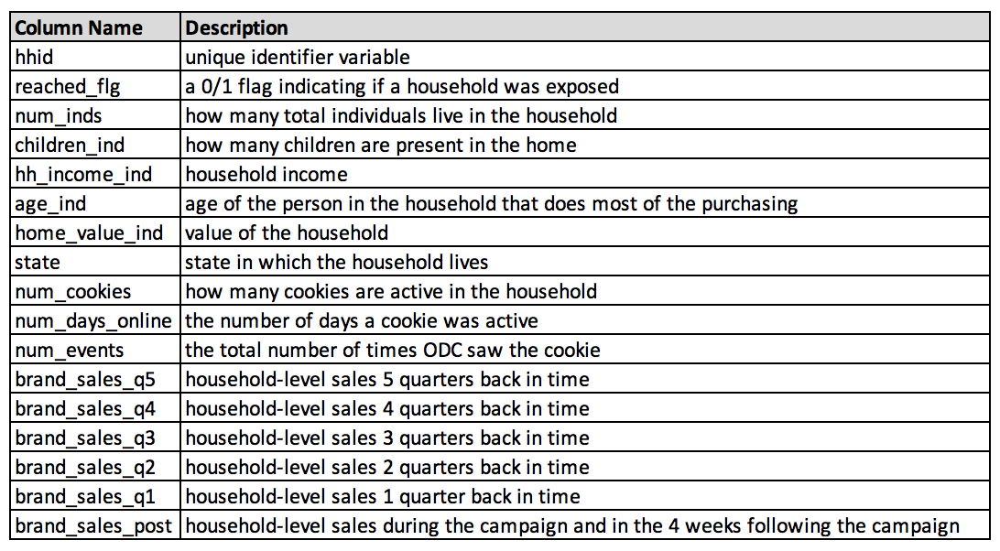 Column Name Description
hhid unique identifier variable
reached_flg a 0/1 flag indicating if a household was exposed
num_inds how many total individuals live in the household
children_ind how many children are present in the home
hh_income_ind household income
age_ind age of the person in the household that does most of the purchasing
home_value_ind value of the household
state state in which the household lives
num_cookies how many cookies are active in the household
num_days_online the number of days a cookie was active
num_events the total number of times ODC saw the cookie
brand_sales_q5 household-level sales 5 quarters back in time
brand_sales_q4 household-level sales 4 quarters back in time
brand_sales_q3 household-level sales 3 quarters back in time
brand_sales_q2 household-level sales 2 quarters back in time
brand_sales_q1 household-level sales 1 quarter back in time
brand_sales_post household-level sales during the campaign and in the 4 weeks following the campaign